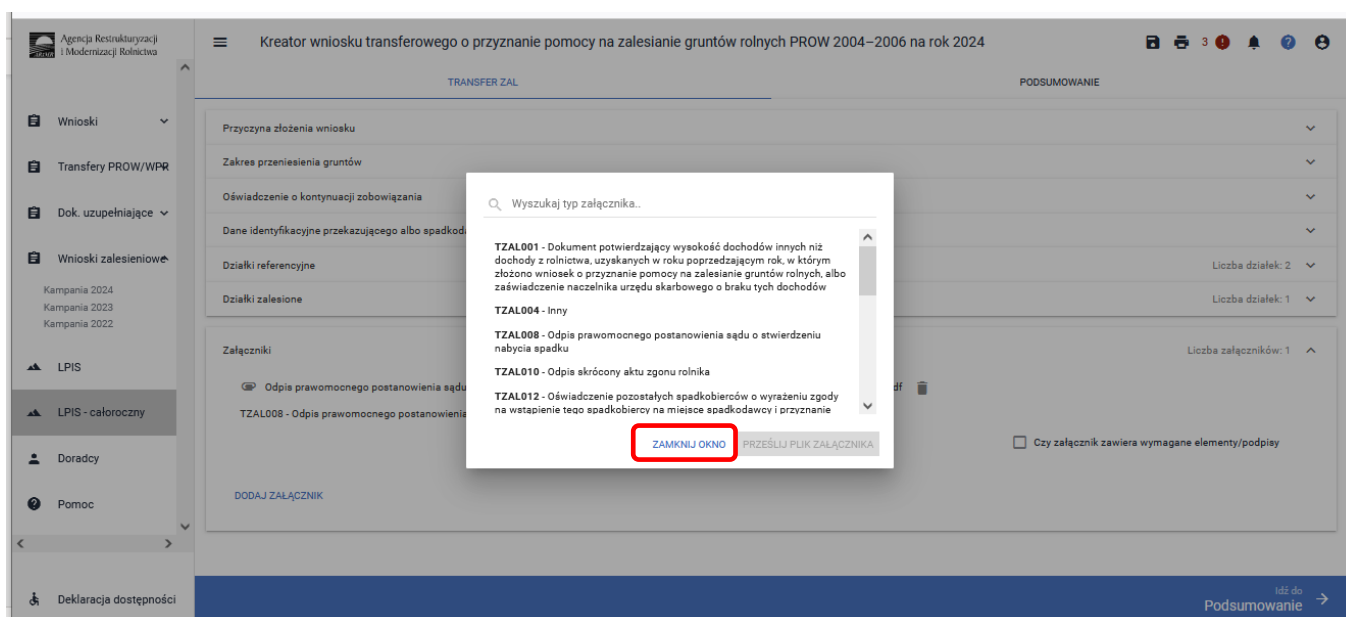 Agencja Restrukturyzacji
i Modernizacji Rolnictwa
Kreator wniosku transferowego o przyznanie pomocy na zalesianie gruntów rolnych PROW 2004–2006 na rok 2024
3
TRANSFER ZAL
PODSUMOWANIE
Wnioski
Transfery PROW/WPR
Dok. uzupełniające
Wnioski zalesieniowe
Kampania 2024
Kampania 2023
Kampania 2022
LPIS
LPIS - całoroczny
Doradcy
Pomoc
Deklaracja dostępności
Przyczyna złożenia wniosku
Zakres przeniesienia gruntów
Oświadczenie o kontynuacji zobowiązania
Dane identyfikacyjne przekazującego albo spadkod
Działki referencyjne
Liczba działek: 2
Działki zalesione
Liczba działek: 1
Załączniki
Liczba załączników: 1
Odpis prawomocnego postanowienia sądu
df
TZAL008 - Odpis prawomocnego postanowienia
Czy załącznik zawiera wymagane elementy/podpisy
DODAJ ZAŁĄCZNIK
Wyszukaj typ załącznika..
TZAL001 - Dokument potwierdzający wysokość dochodów innych niż
dochody z rolnictwa, uzyskanych w roku poprzedzającym rok, w którym
złożono wniosek o przyznanie pomocy na zalesianie gruntów rolnych, albo
zaświadczenie naczelnika urzędu skarbowego o braku tych dochodów
TZAL004 - Inny
TZAL008 - Odpis prawomocnego postanowienia sądu o stwierdzeniu
nabycia spadku
TZAL010 - Odpis skrócony aktu zgonu rolnika
TZAL012 - Oświadczenie pozostałych spadkobierców o wyrażeniu zgody
na wstąpienie tego spadkobiercy na miejsce spadkodawcy i przyznanie
ZAMKNIJ OKNO
PRZEŚLIJ PLIK ZAŁĄCZNIKA
Idź do
Podsumowanie